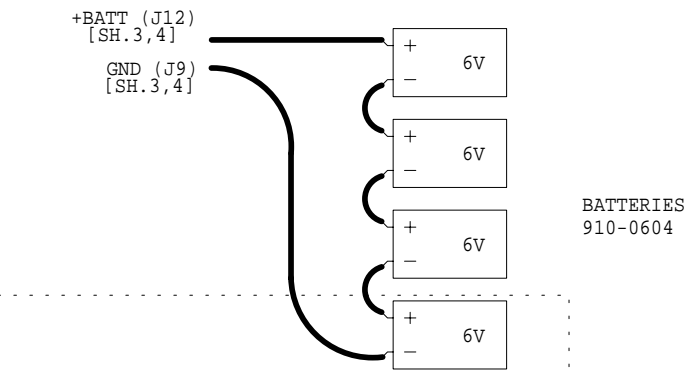 +BATT (J12)
[SH.3,4]
GND (J9)
[SH.3,4]
+
6V
−
+
6V
−
BATTERIES
910-0604
+
6V
−
+
6V
−